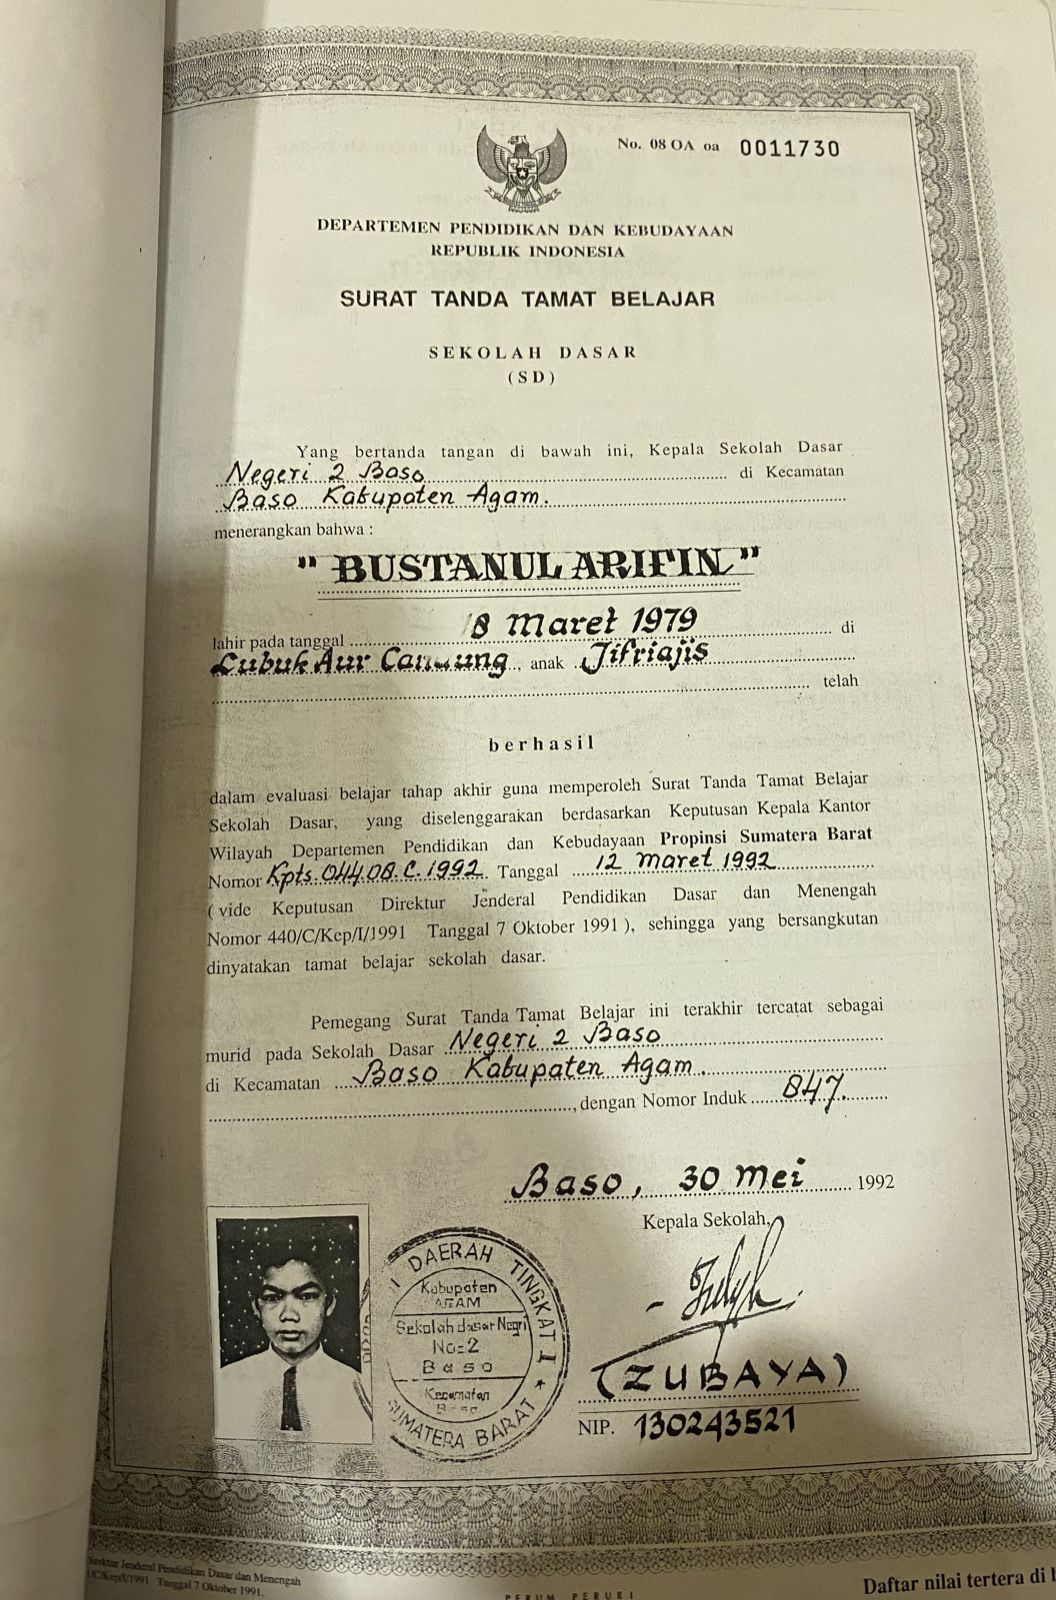 No. 08 OA oa 0011730
DEPARTEMEN PENDIDIKAN DAN KEBUDAYAAN
REPUBLIK INDONESIA
SURAT TANDA TAMAT BELAJAR
SEKOLAH DASAR
(SD)
Yang bertanda tangan di bawah ini, Kepala Sekolah Dasar
Negeri 2 Baso di Kecamatan
Baso Kabupaten Agam.
menerangkan bahwa :
" BUSTANUL ARIFIN "
lahir pada tanggal 8 Maret 1979 di
Lubuk Aur Candung, anak Jifriajis
telah
berhasil
dalam evaluasi belajar tahap akhir guna memperoleh Surat Tanda Tamat Belajar
Sekolah Dasar, yang diselenggarakan berdasarkan Keputusan Kepala Kantor
Wilayah Departemen Pendidikan dan Kebudayaan Propinsi Sumatera Barat
Nomor Kpts.044.08.C.1992. Tanggal 12 Maret 1992
( vide Keputusan Direktur Jenderal Pendidikan Dasar dan Menengah
Nomor 440/C/Kep/I/1991 Tanggal 7 Oktober 1991 ), sehingga yang bersangkutan
dinyatakan tamat belajar sekolah dasar.
Pemegang Surat Tanda Tamat Belajar ini terakhir tercatat sebagai
murid pada Sekolah Dasar Negeri 2 Baso
di Kecamatan Baso Kabupaten Agam.
, dengan Nomor Induk 847.
Baso, 30 Mei 1992
Kepala Sekolah,
DAERAH TINGKAT I
Kabupaten
AGAM
Sekolah dasar Negri
No=2
Baso
Kecamatan
Baso
SUMATERA BARAT
(ZUBAYA)
NIP. 130243521
Direktur Jenderal Pendidikan Dasar dan Menengah
/C/Kep/I/1991 Tanggal 7 Oktober 1991.
PERUM PERURI
Daftar nilai tertera di